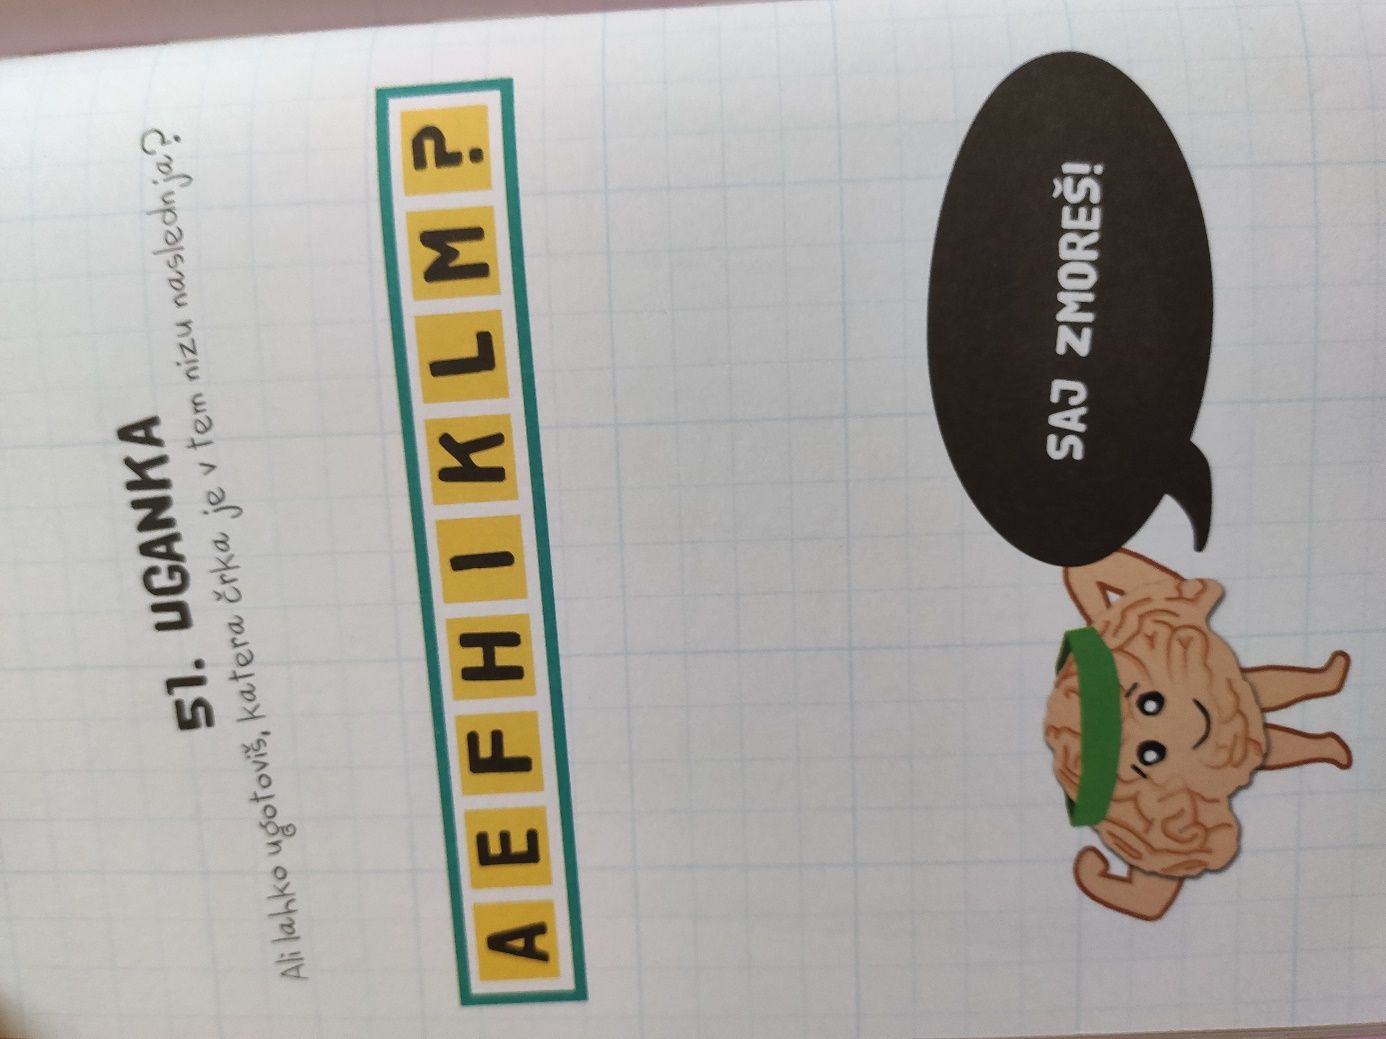 51. UGANKA
Ali lahko ugotoviš, katera črka je v tem nizu naslednja?
A E F H I K L M ?
SAJ ZMOREŠ!